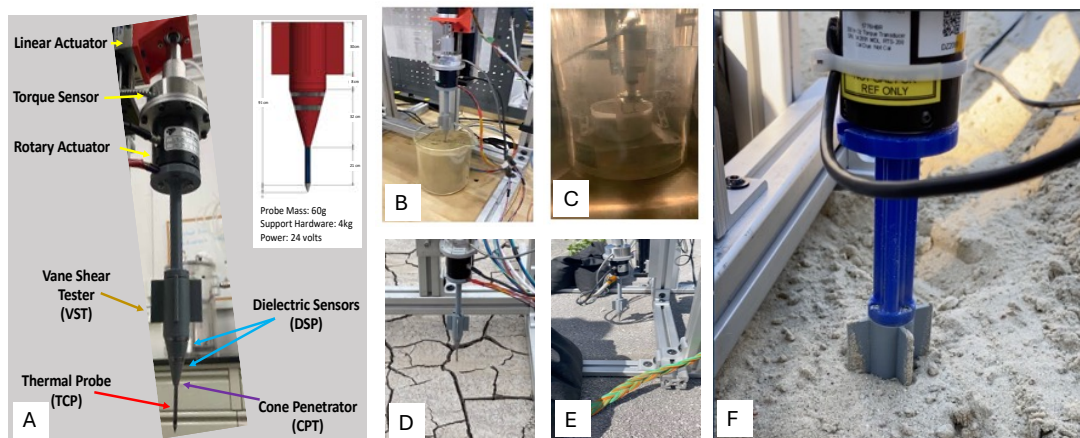 Linear Actuator
Torque Sensor
Rotary Actuator
Vane Shear
Tester
(VST)
Thermal Probe
(TCP)
Dielectric Sensors
(DSP)
Cone Penetrator
(CPT)
Probe Mass: 60g
Support Hardware: 4kg
Power: 24 volts
A
B
C
D
E
F
REF ONLY